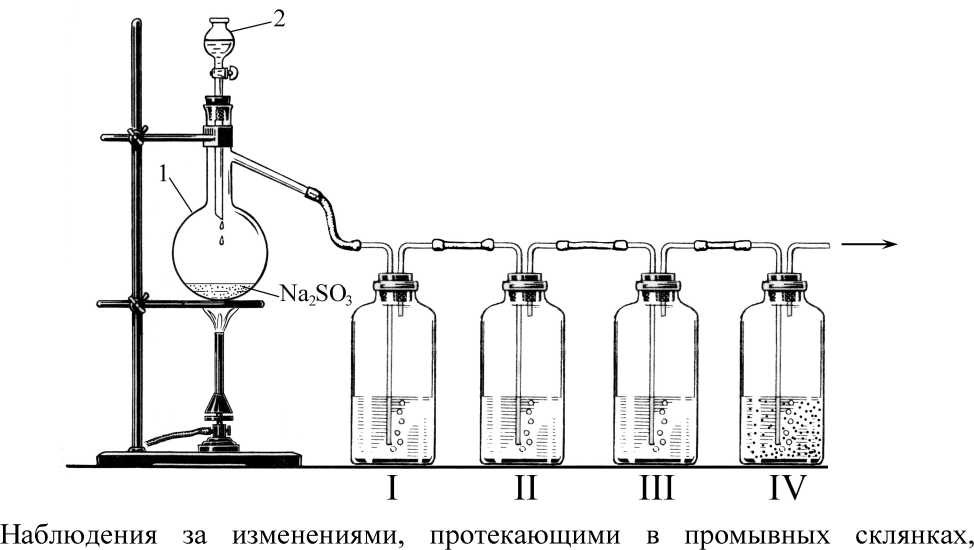 2
1
Na₂SO₃
I II III IV
Наблюдения за изменениями, протекающими в промывных склянках,